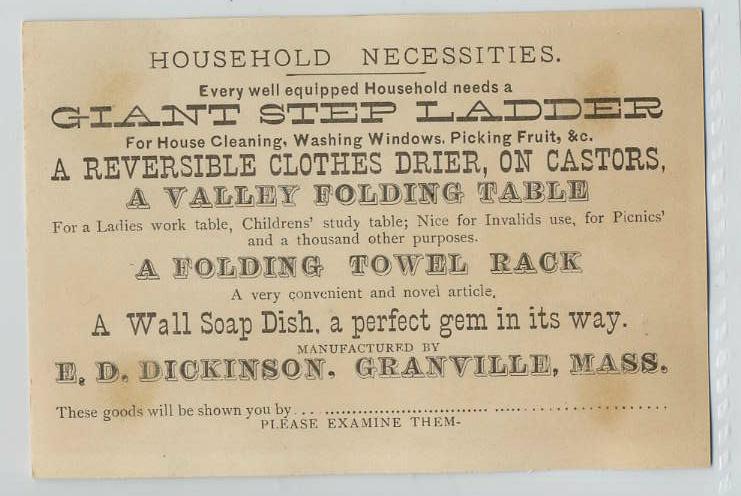 HOUSEHOLD NECESSITIES.
Every well equipped Household needs a
GIANT STEP LADDER
For House Cleaning, Washing Windows, Picking Fruit, &c.
A REVERSIBLE CLOTHES DRIER, ON CASTORS,
A VALLEY FOLDING TABLE
For a Ladies work table, Childrens' study table; Nice for Invalids use, for Picnics'
and a thousand other purposes.
A FOLDING TOWEL RACK
A very convenient and novel article.
A Wall Soap Dish, a perfect gem in its way.
MANUFACTURED BY
E. D. DICKINSON. GRANVILLE, MASS.
These goods will be shown you by........................................................
PLEASE EXAMINE THEM-